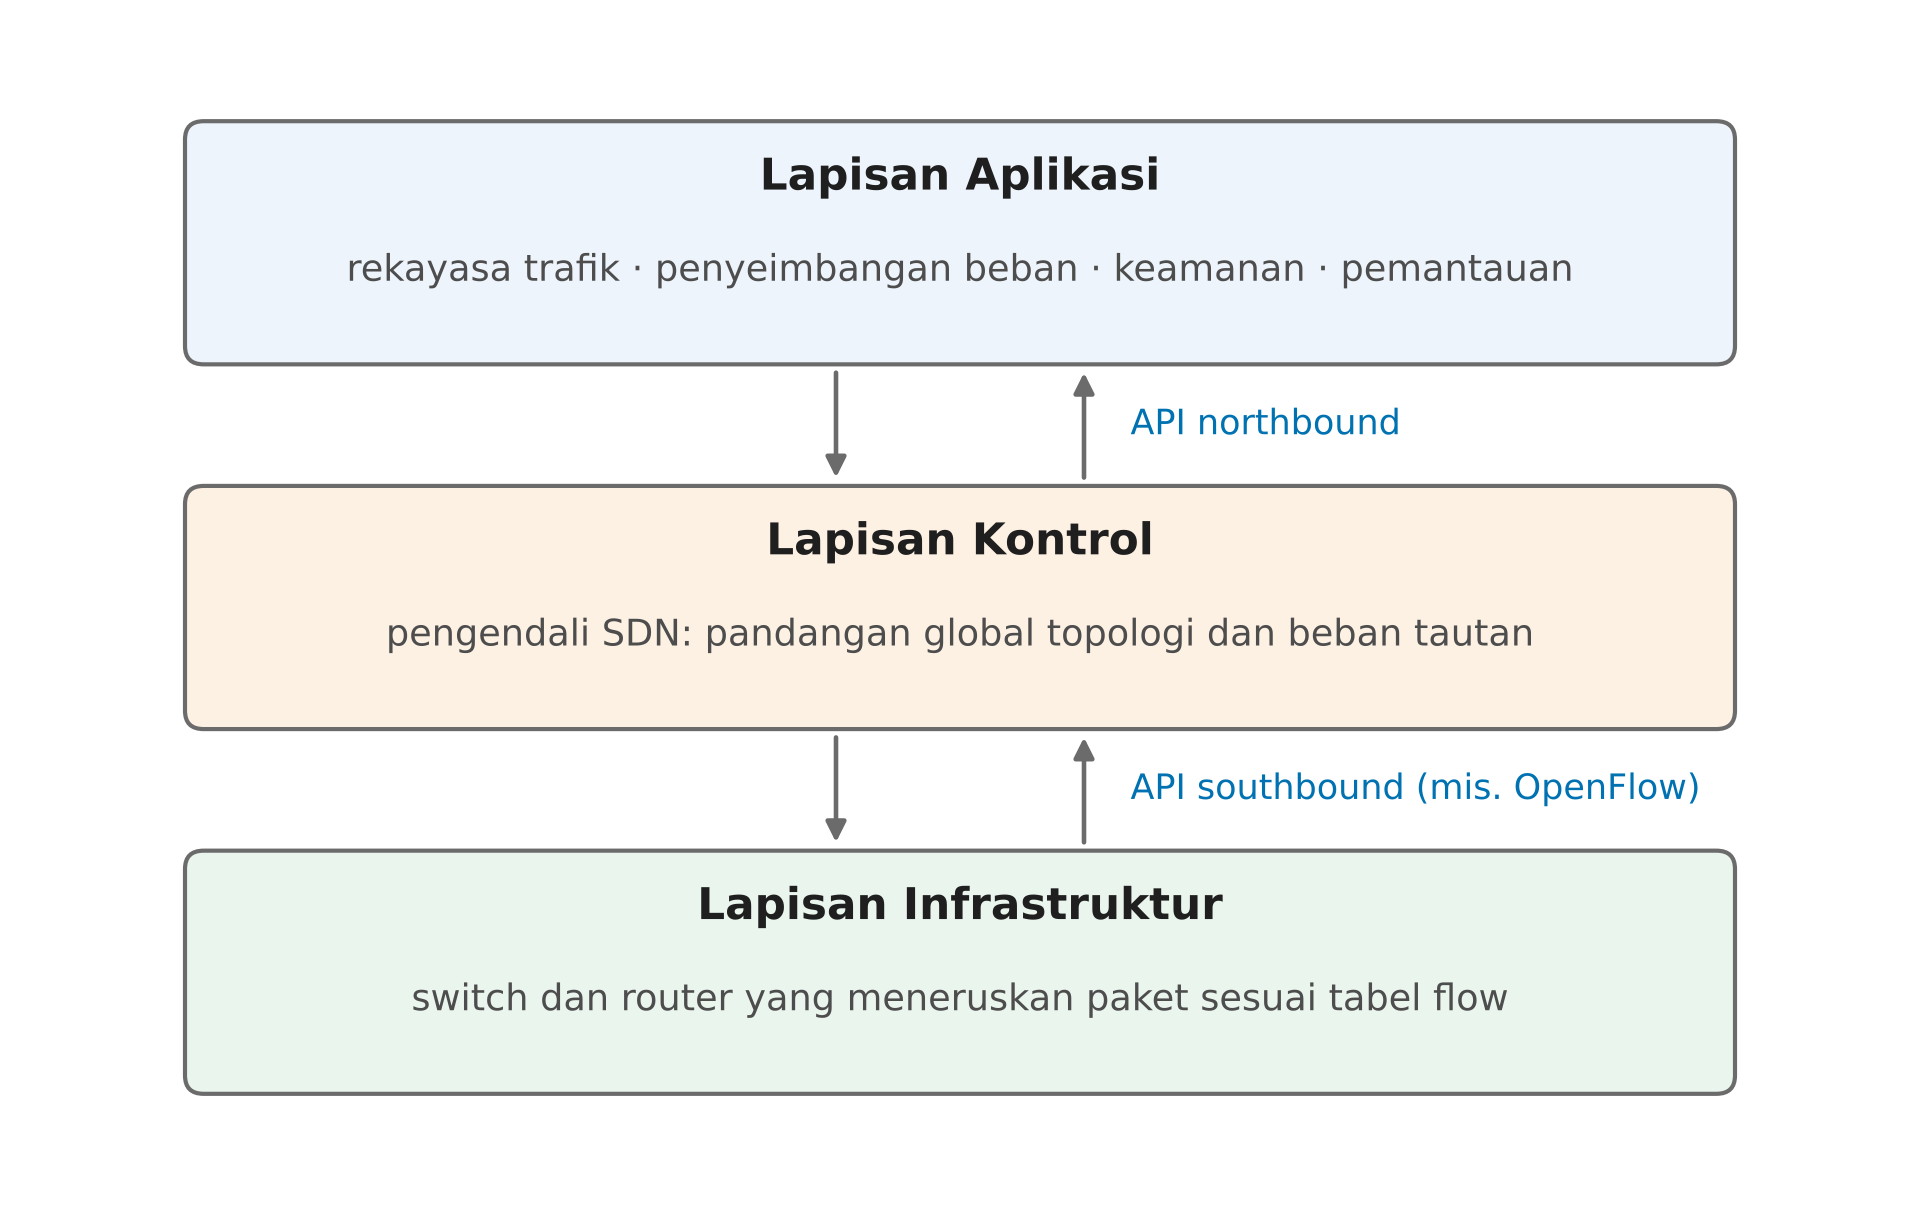 Lapisan Aplikasi
rekayasa trafik · penyeimbangan beban · keamanan · pemantauan
API northbound
Lapisan Kontrol
pengendali SDN: pandangan global topologi dan beban tautan
API southbound (mis. OpenFlow)
Lapisan Infrastruktur
switch dan router yang meneruskan paket sesuai tabel flow